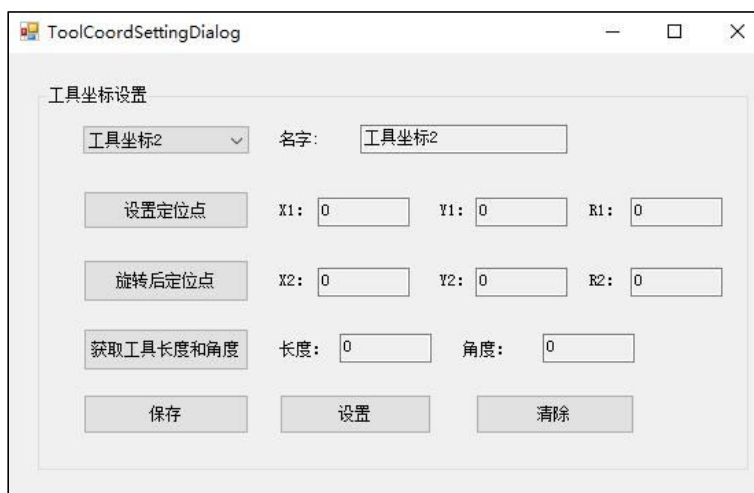 ToolCoordSettingDialog
工具坐标设置
工具坐标2 名字: 工具坐标2
设置定位点 X1: 0 Y1: 0 R1: 0
旋转后定位点 X2: 0 Y2: 0 R2: 0
获取工具长度和角度 长度: 0 角度: 0
保存 设置 清除